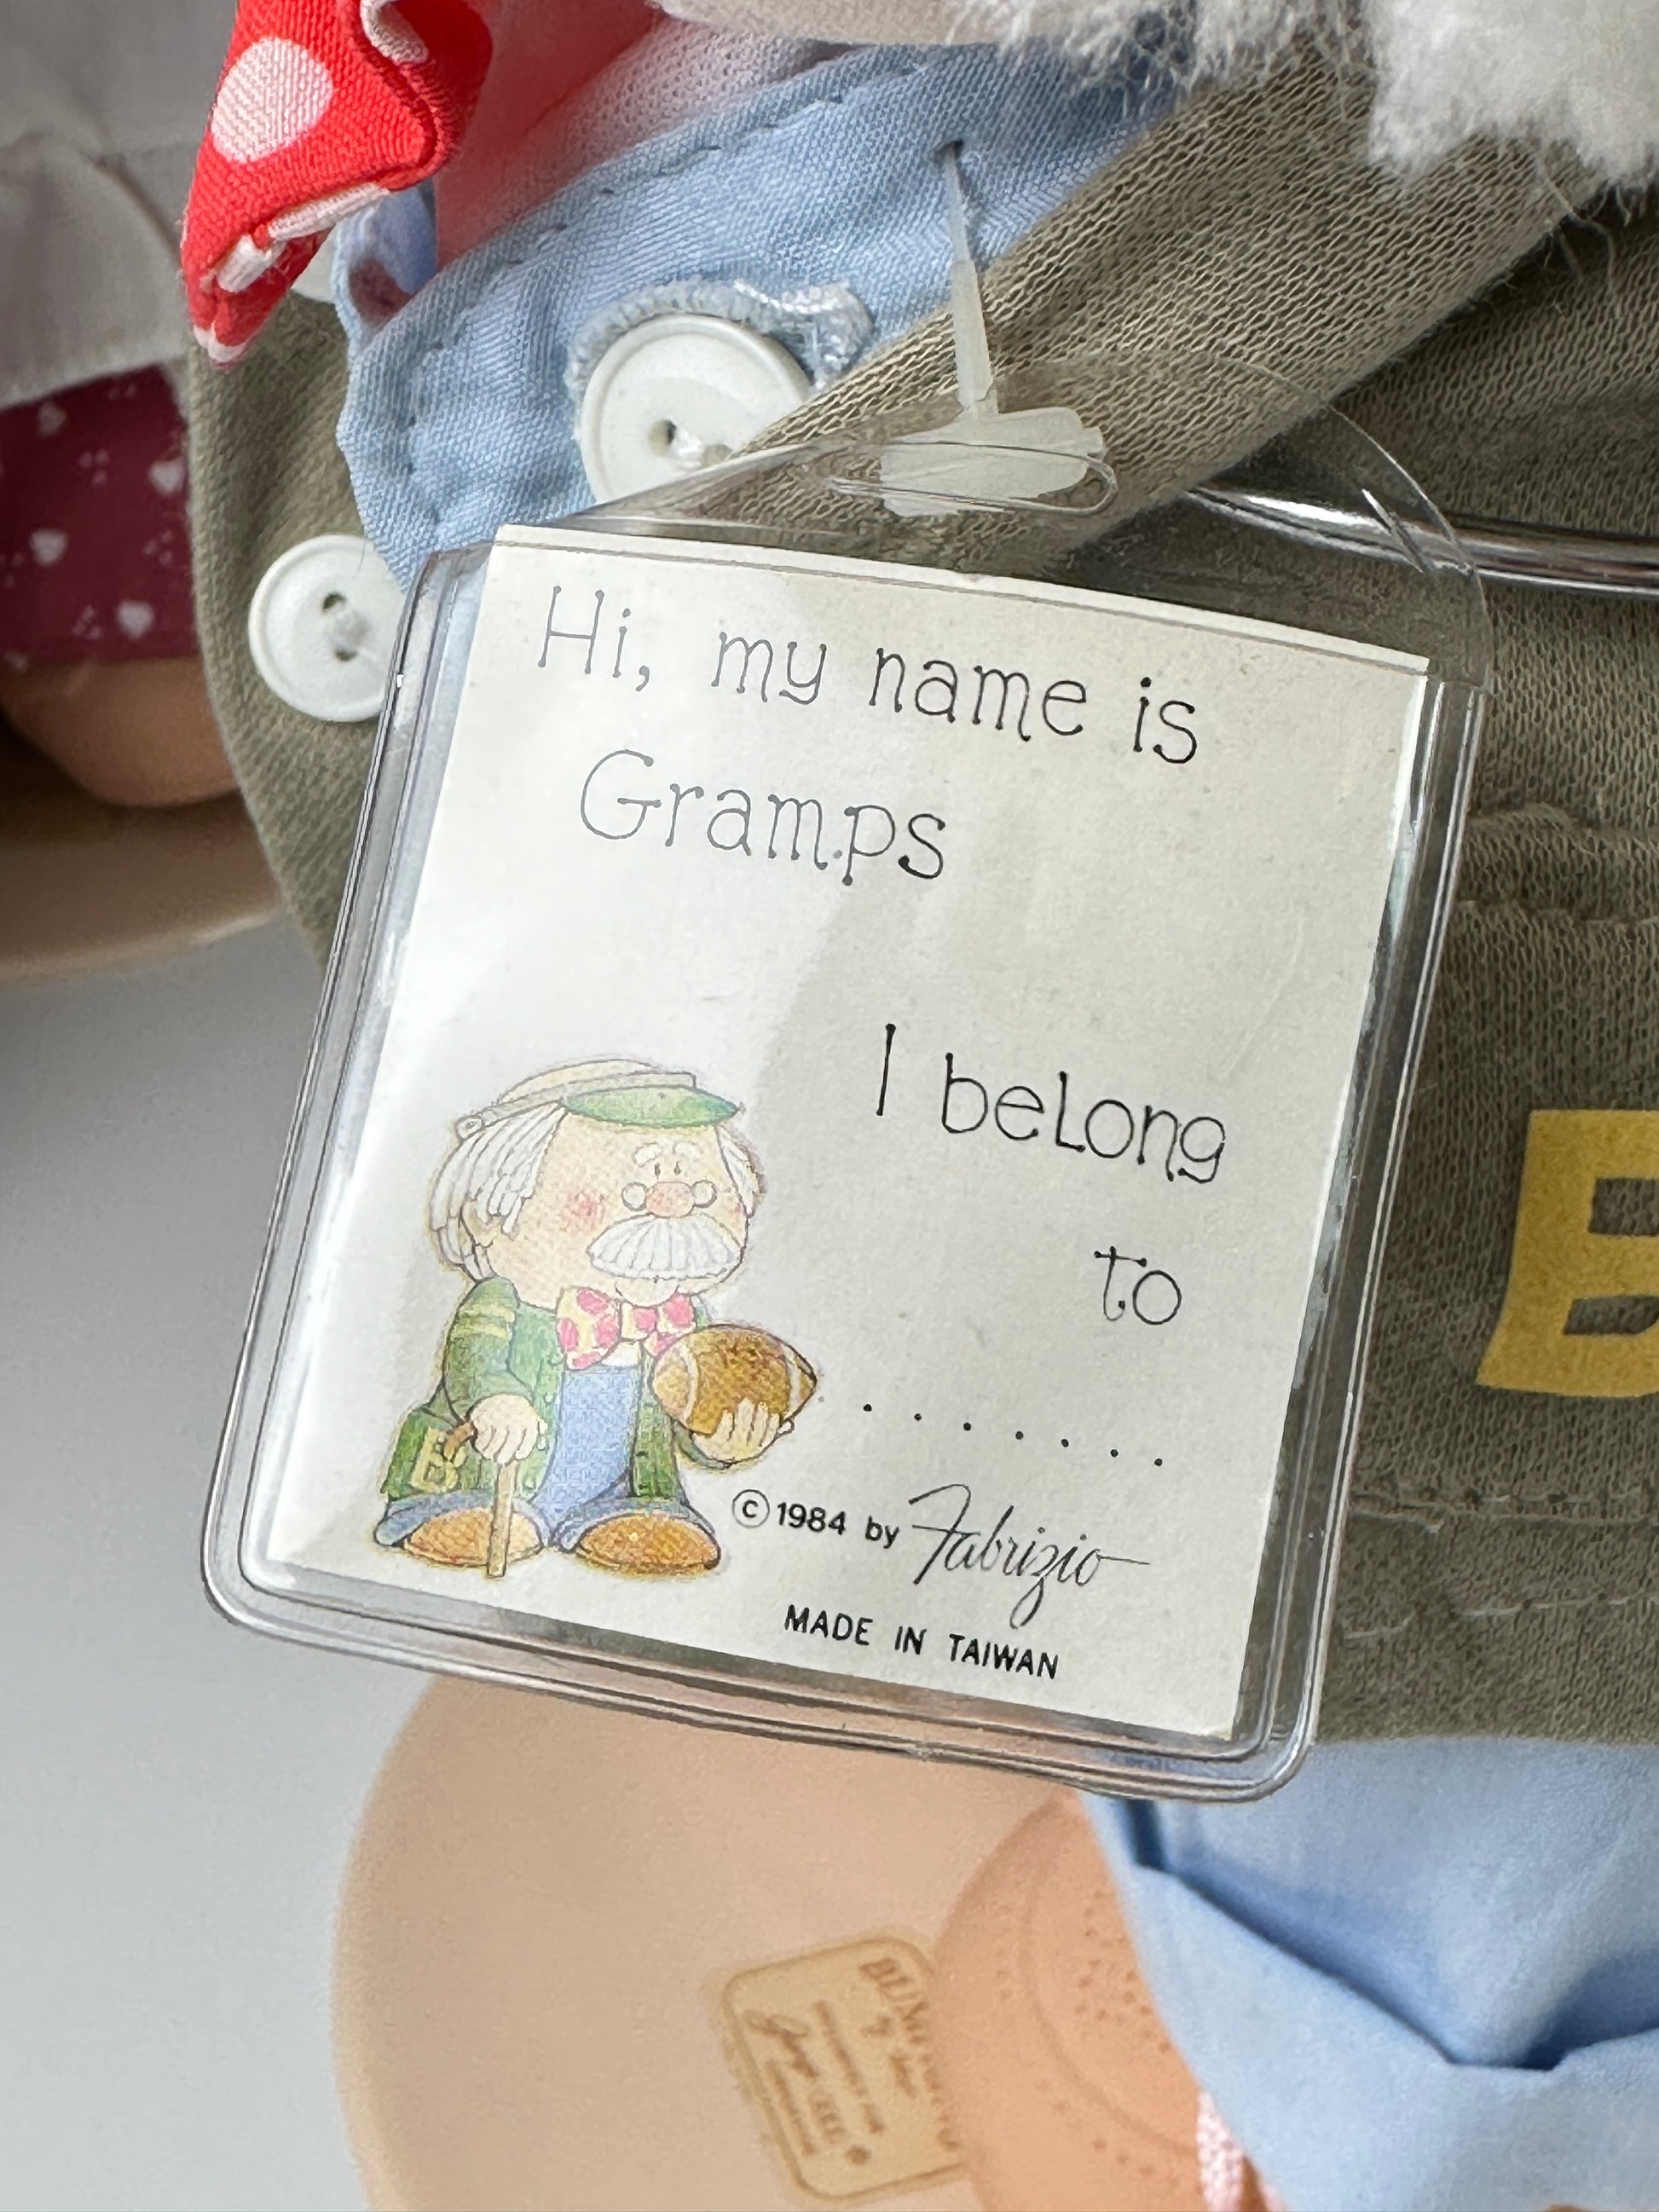 Hi, my name is
Gramps
I belong
to
. . . . . . .
© 1984 by Fabrizio
MADE IN TAIWAN
B
B